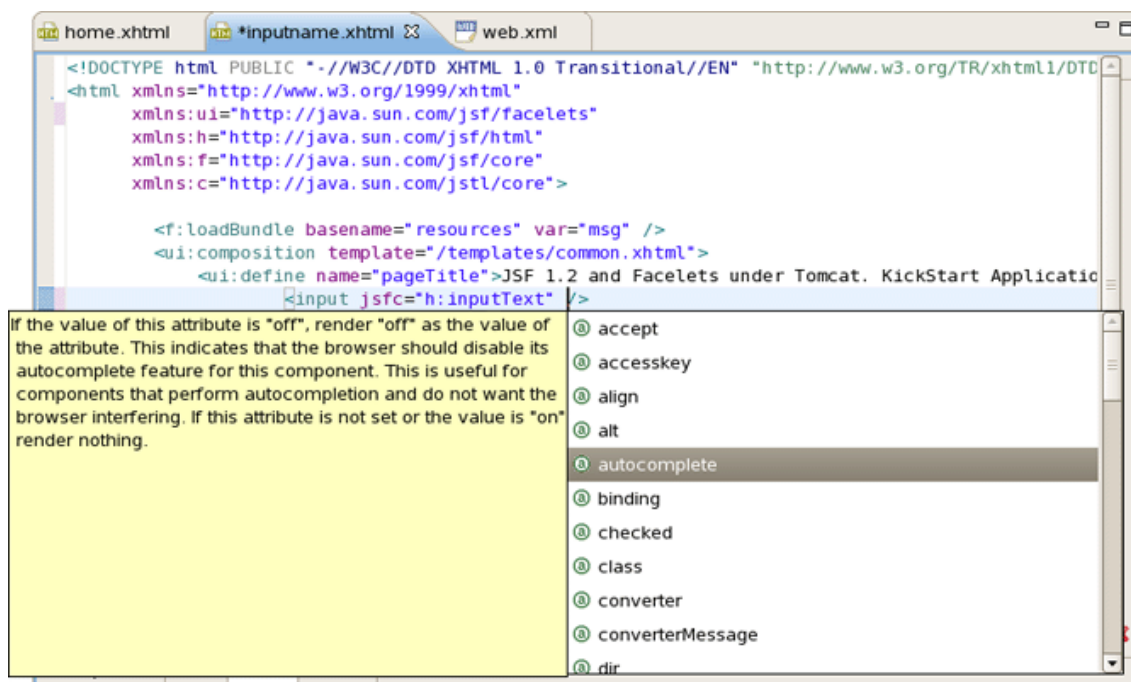 home.xhtml
*inputname.xhtml
web.xml
<!DOCTYPE html PUBLIC "-//W3C//DTD XHTML 1.0 Transitional//EN" "http://www.w3.org/TR/xhtml1/DTD
<html xmlns="http://www.w3.org/1999/xhtml"
xmlns:ui="http://java.sun.com/jsf/facelets"
xmlns:h="http://java.sun.com/jsf/html"
xmlns:f="http://java.sun.com/jsf/core"
xmlns:c="http://java.sun.com/jstl/core">
<f:loadBundle basename="resources" var="msg" />
<ui:composition template="/templates/common.xhtml">
<ui:define name="pageTitle">JSF 1.2 and Facelets under Tomcat. KickStart Applicatio
<input jsfc="h:inputText" />
If the value of this attribute is "off", render "off" as the value of
the attribute. This indicates that the browser should disable its
autocomplete feature for this component. This is useful for
components that perform autocompletion and do not want the
browser interfering. If this attribute is not set or the value is "on"
render nothing.
accept
accesskey
align
alt
autocomplete
binding
checked
class
converter
converterMessage
dir